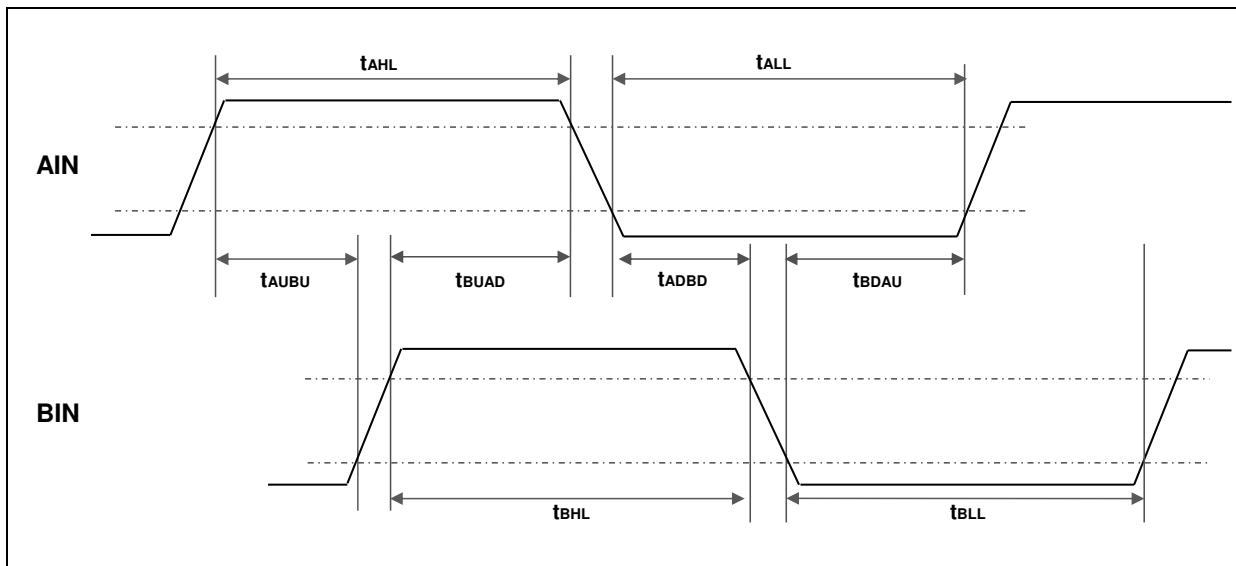 tAHL
tALL
AIN
tAUBU
tBUAD
tADBD
tBDAU
BIN
tBHL
tBLL